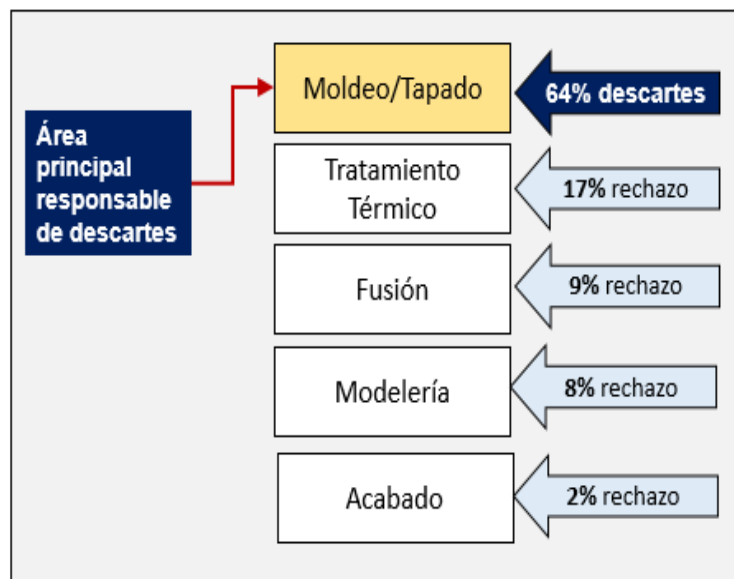 Moldeo/Tapado
64% descartes
Área
principal
responsable
de descartes
Tratamiento
Térmico
17% rechazo
Fusión
9% rechazo
Modelería
8% rechazo
Acabado
2% rechazo